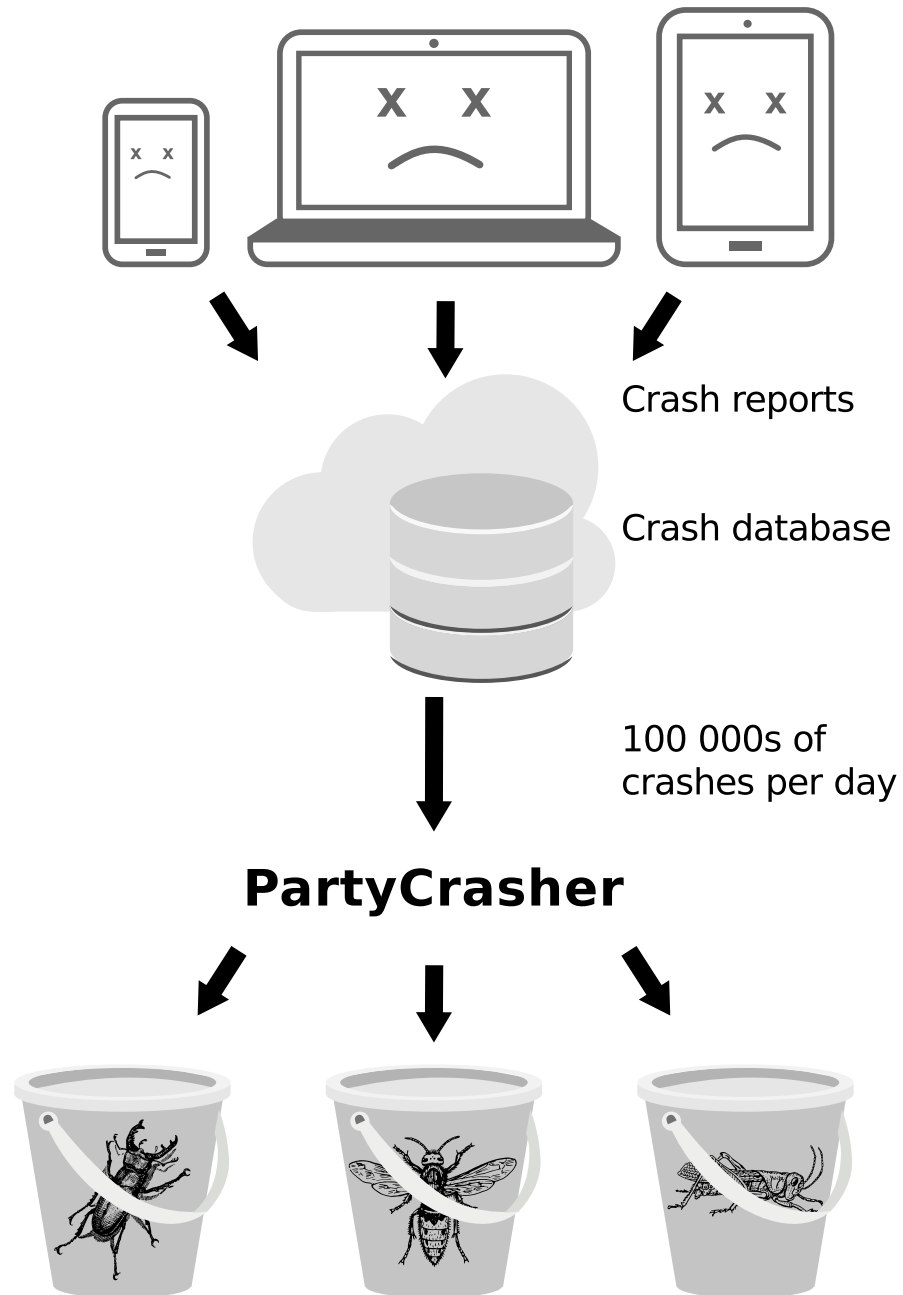 x x
x x
x x
Crash reports
Crash database
100 000s of
crashes per day
PartyCrasher